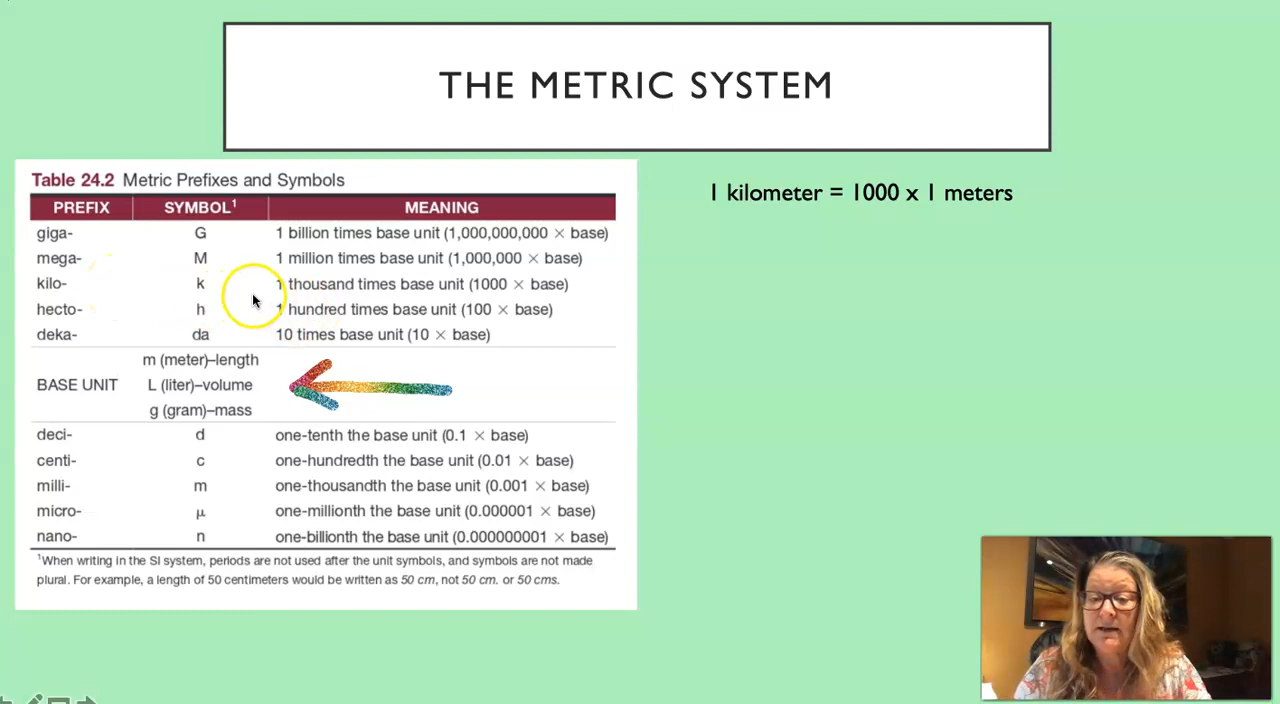 THE METRIC SYSTEM
Table 24.2 Metric Prefixes and Symbols
PREFIX SYMBOL¹ MEANING
giga- G 1 billion times base unit (1,000,000,000 × base)
mega- M 1 million times base unit (1,000,000 × base)
kilo- k 1 thousand times base unit (1000 × base)
hecto- h 1 hundred times base unit (100 × base)
deka- da 10 times base unit (10 × base)
m (meter)–length
BASE UNIT L (liter)–volume
g (gram)–mass
deci- d one-tenth the base unit (0.1 × base)
centi- c one-hundredth the base unit (0.01 × base)
milli- m one-thousandth the base unit (0.001 × base)
micro- μ one-millionth the base unit (0.000001 × base)
nano- n one-billionth the base unit (0.000000001 × base)
¹When writing in the SI system, periods are not used after the unit symbols, and symbols are not made
plural. For example, a length of 50 centimeters would be written as 50 cm, not 50 cm. or 50 cms.
1 kilometer = 1000 x 1 meters